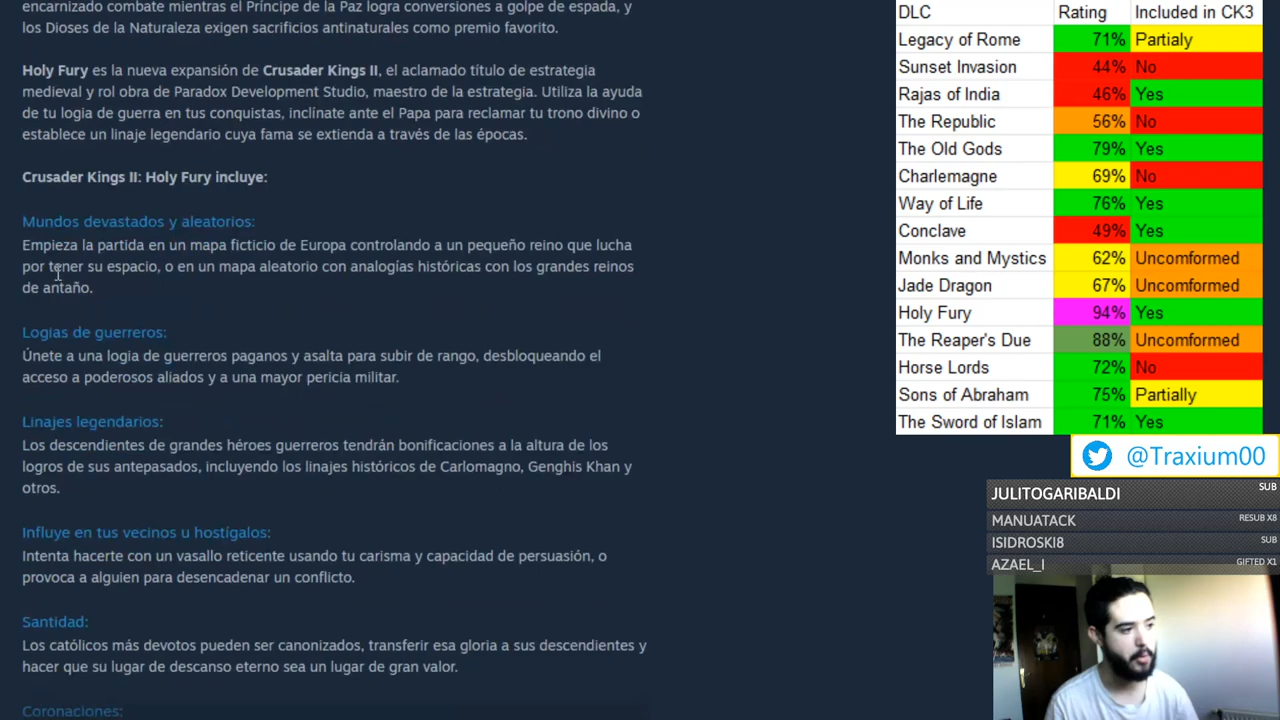 encarnizado combate mientras el Príncipe de la Paz logra conversiones a golpe de espada, y
los Dioses de la Naturaleza exigen sacrificios antinaturales como premio favorito.
Holy Fury es la nueva expansión de Crusader Kings II, el aclamado título de estrategia
medieval y rol obra de Paradox Development Studio, maestro de la estrategia. Utiliza la ayuda
de tu logia de guerra en tus conquistas, inclinate ante el Papa para reclamar tu trono divino o
establece un linaje legendario cuya fama se extienda a través de las épocas.
Crusader Kings II: Holy Fury incluye:
Mundos devastados y aleatorios:
Empieza la partida en un mapa ficticio de Europa controlando a un pequeño reino que lucha
por tener su espacio, o en un mapa aleatorio con analogías históricas con los grandes reinos
de antaño.
Logias de guerreros:
Únete a una logia de guerreros paganos y asalta para subir de rango, desbloqueando el
acceso a poderosos aliados y a una mayor pericia militar.
Linajes legendarios:
Los descendientes de grandes héroes guerreros tendrán bonificaciones a la altura de los
logros de sus antepasados, incluyendo los linajes históricos de Carlomagno, Genghis Khan y
otros.
Influye en tus vecinos u hostígalos:
Intenta hacerte con un vasallo reticente usando tu carisma y capacidad de persuasión, o
provoca a alguien para desencadenar un conflicto.
Santidad:
Los católicos más devotos pueden ser canonizados, transferir esa gloria a sus descendientes y
hacer que su lugar de descanso eterno sea un lugar de gran valor.
Coronaciones:
DLC Rating Included in CK3
Legacy of Rome 71% Partialy
Sunset Invasion 44% No
Rajas of India 46% Yes
The Republic 56% No
The Old Gods 79% Yes
Charlemagne 69% No
Way of Life 76% Yes
Conclave 49% Yes
Monks and Mystics 62% Uncomformed
Jade Dragon 67% Uncomformed
Holy Fury 94% Yes
The Reaper's Due 88% Uncomformed
Horse Lords 72% No
Sons of Abraham 75% Partially
The Sword of Islam 71% Yes
@Traxium00
JULITOGARIBALDI SUB
MANUATACK RESUB X8
ISIDROSKI8 SUB
AZAEL_I GIFTED X1